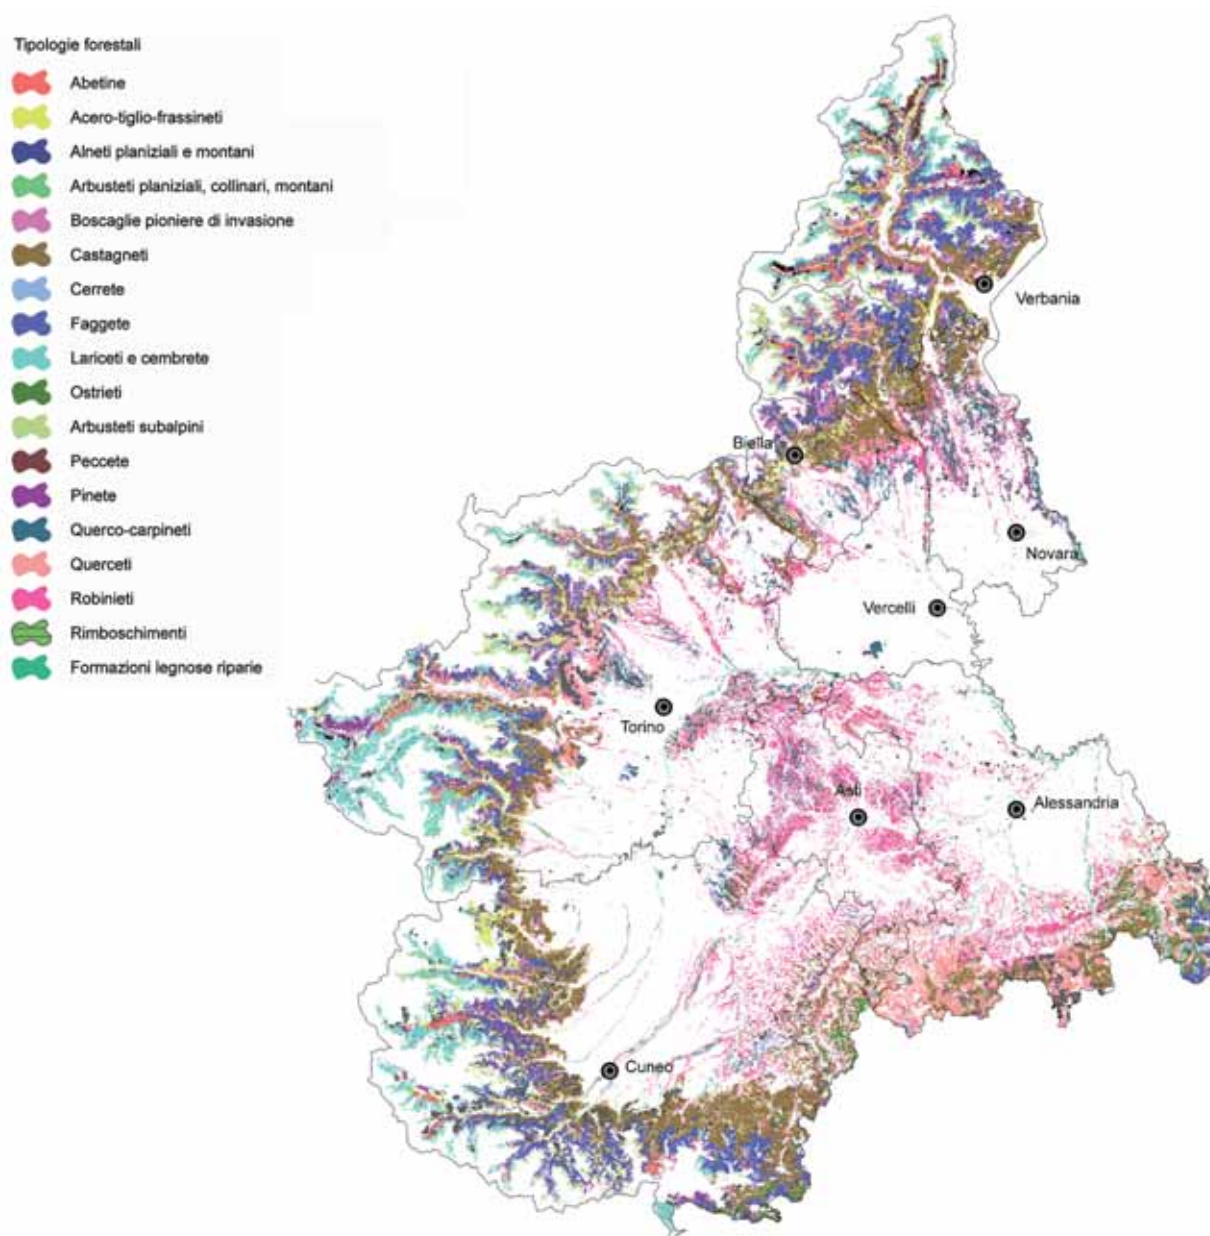 Tipologie forestali
Abetine
Acero-tiglio-frassineti
Alneti planiziali e montani
Arbusteti planiziali, collinari, montani
Boscaglie pioniere di invasione
Castagneti
Cerrete
Faggete
Lariceti e cembrete
Ostrieti
Arbusteti subalpini
Peccete
Pinete
Querco-carpineti
Querceti
Robinieti
Rimboschimenti
Formazioni legnose riparie
Verbania
Biella
Novara
Vercelli
Torino
Asti
Alessandria
Cuneo